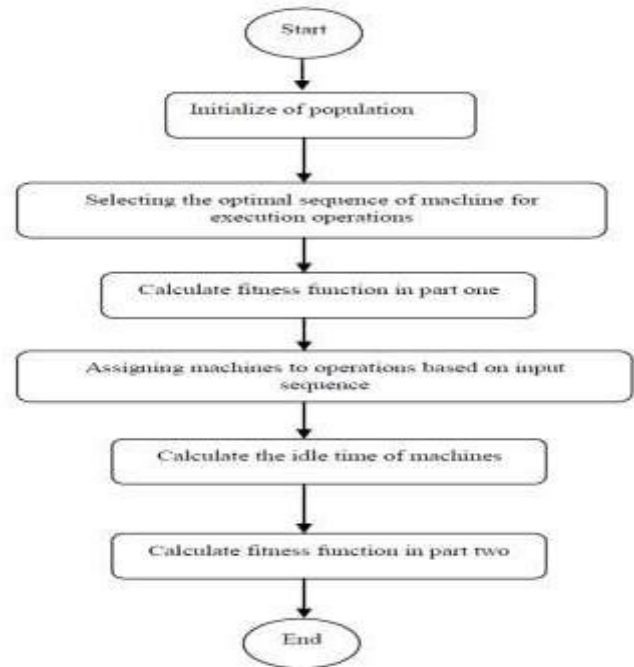 Start
Initialize of population
Selecting the optimal sequence of machine for
execution operations
Calculate fitness function in part one
Assigning machines to operations based on input
sequence
Calculate the idle time of machines
Calculate fitness function in part two
End